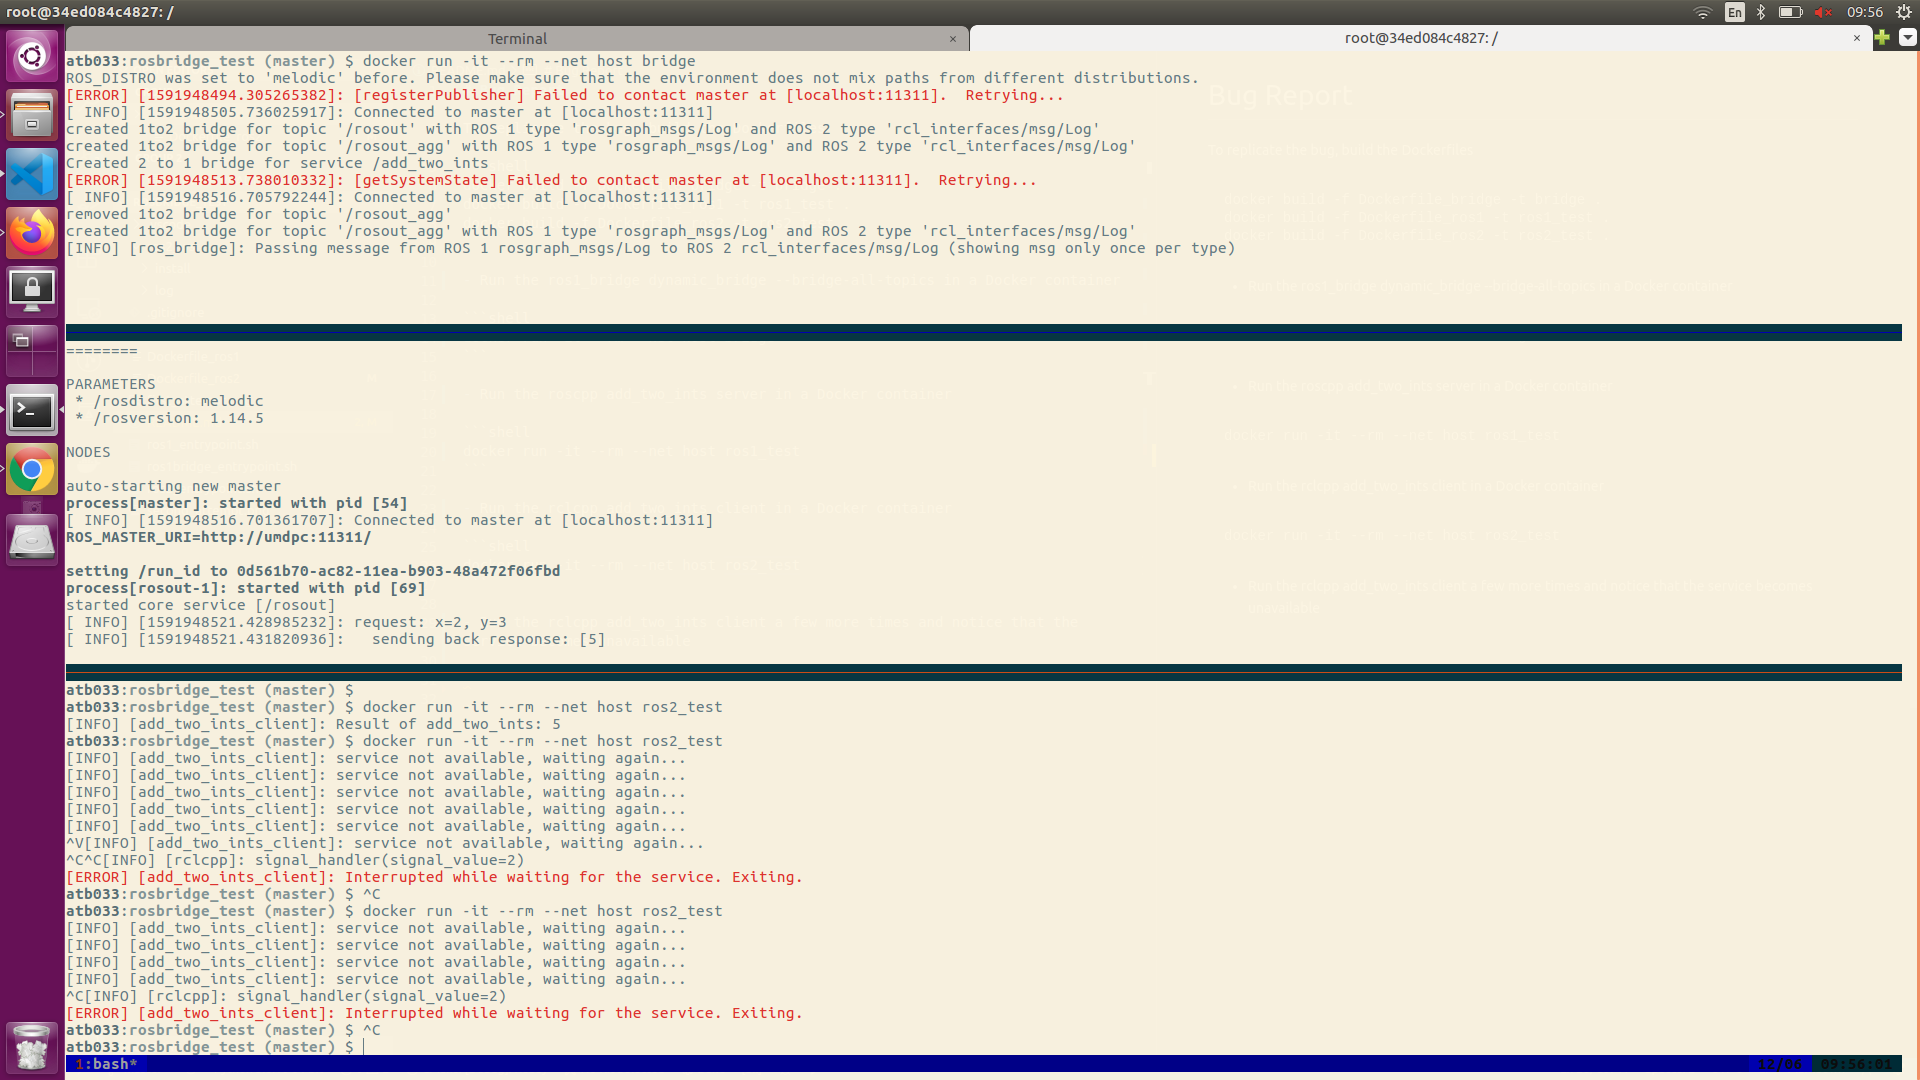 root@34ed084c4827: /
En
09:56
Terminal
root@34ed084c4827: /
atb033:rosbridge_test (master) $ docker run -it --rm --net host bridge
ROS_DISTRO was set to 'melodic' before. Please make sure that the environment does not mix paths from different distributions.
[ERROR] [1591948494.305265382]: [registerPublisher] Failed to contact master at [localhost:11311].  Retrying...
[ INFO] [1591948505.736025917]: Connected to master at [localhost:11311]
created 1to2 bridge for topic '/rosout' with ROS 1 type 'rosgraph_msgs/Log' and ROS 2 type 'rcl_interfaces/msg/Log'
created 1to2 bridge for topic '/rosout_agg' with ROS 1 type 'rosgraph_msgs/Log' and ROS 2 type 'rcl_interfaces/msg/Log'
Created 2 to 1 bridge for service /add_two_ints
[ERROR] [1591948513.738010332]: [getSystemState] Failed to contact master at [localhost:11311].  Retrying...
[ INFO] [1591948516.705792244]: Connected to master at [localhost:11311]
removed 1to2 bridge for topic '/rosout_agg'
created 1to2 bridge for topic '/rosout_agg' with ROS 1 type 'rosgraph_msgs/Log' and ROS 2 type 'rcl_interfaces/msg/Log'
[INFO] [ros_bridge]: Passing message from ROS 1 rosgraph_msgs/Log to ROS 2 rcl_interfaces/msg/Log (showing msg only once per type)
Bug Report
========
PARAMETERS
 * /rosdistro: melodic
 * /rosversion: 1.14.5
NODES
auto-starting new master
process[master]: started with pid [54]
[ INFO] [1591948516.701361707]: Connected to master at [localhost:11311]
ROS_MASTER_URI=http://umdpc:11311/
setting /run_id to 0d561b70-ac82-11ea-b903-48a472f06fbd
process[rosout-1]: started with pid [69]
started core service [/rosout]
[ INFO] [1591948521.428985232]: request: x=2, y=3
[ INFO] [1591948521.431820936]:   sending back response: [5]
atb033:rosbridge_test (master) $
atb033:rosbridge_test (master) $ docker run -it --rm --net host ros2_test
[INFO] [add_two_ints_client]: Result of add_two_ints: 5
atb033:rosbridge_test (master) $ docker run -it --rm --net host ros2_test
[INFO] [add_two_ints_client]: service not available, waiting again...
[INFO] [add_two_ints_client]: service not available, waiting again...
[INFO] [add_two_ints_client]: service not available, waiting again...
[INFO] [add_two_ints_client]: service not available, waiting again...
[INFO] [add_two_ints_client]: service not available, waiting again...
^V[INFO] [add_two_ints_client]: service not available, waiting again...
^C^C[INFO] [rclcpp]: signal_handler(signal_value=2)
[ERROR] [add_two_ints_client]: Interrupted while waiting for the service. Exiting.
atb033:rosbridge_test (master) $ ^C
atb033:rosbridge_test (master) $ docker run -it --rm --net host ros2_test
[INFO] [add_two_ints_client]: service not available, waiting again...
[INFO] [add_two_ints_client]: service not available, waiting again...
[INFO] [add_two_ints_client]: service not available, waiting again...
[INFO] [add_two_ints_client]: service not available, waiting again...
^C[INFO] [rclcpp]: signal_handler(signal_value=2)
[ERROR] [add_two_ints_client]: Interrupted while waiting for the service. Exiting.
atb033:rosbridge_test (master) $ ^C
atb033:rosbridge_test (master) $
1:bash*
12/06 09:56:01